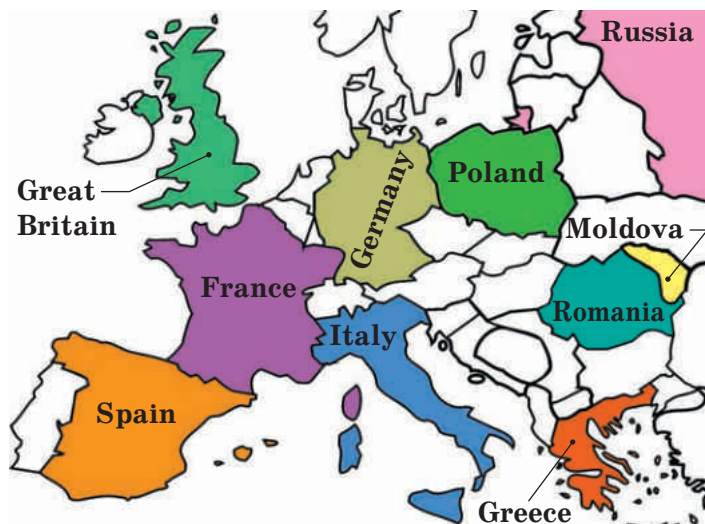 Russia
Great
Britain
Germany
Poland
Moldova
France
Romania
Italy
Spain
Greece